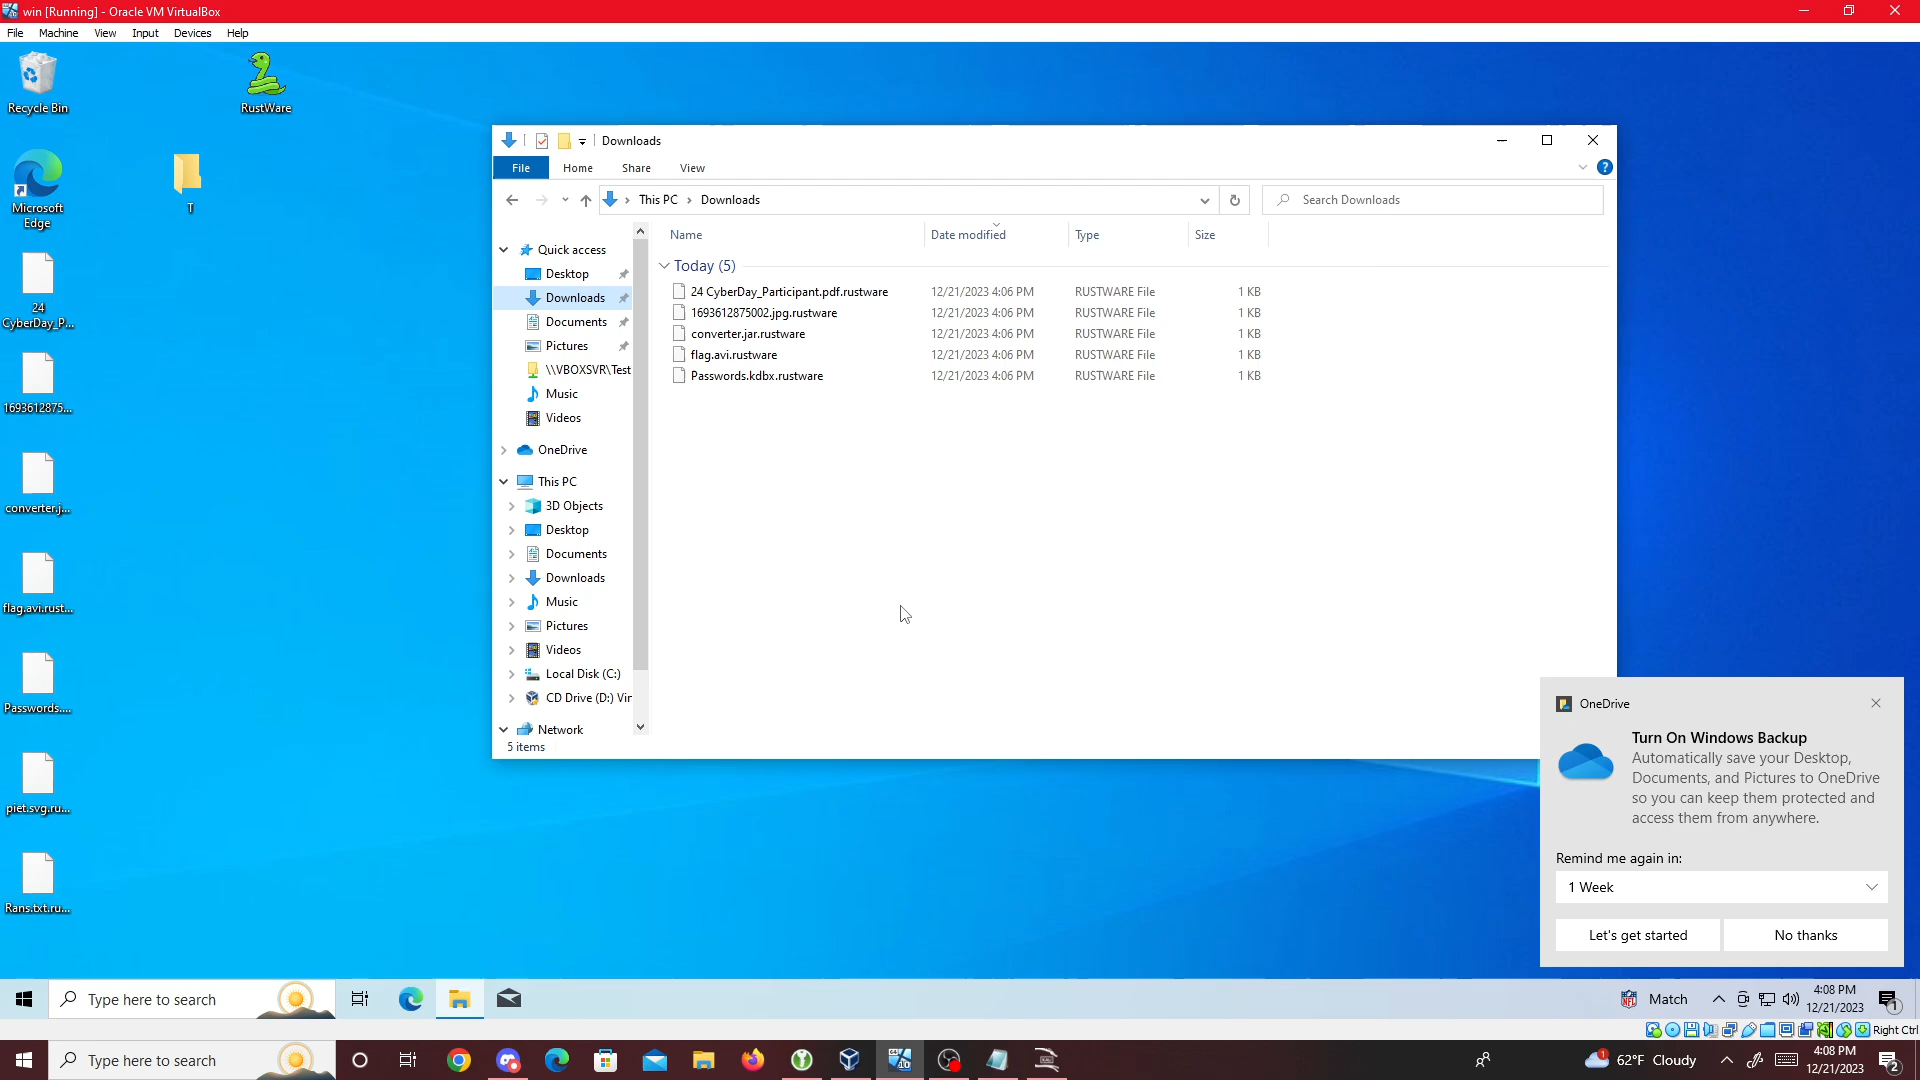 win [Running] - Oracle VM VirtualBox
File Machine View Input Devices Help
Recycle Bin
RustWare
Microsoft
Edge
T
24
CyberDay_P...
1693612875...
converter.j...
flag.avi.rust...
Passwords....
piet.svg.ru...
Rans.txt.ru...
Downloads
File Home Share View
This PC > Downloads
Search Downloads
Quick access
Desktop
Downloads
Documents
Pictures
\\VBOXSVR\Test
Music
Videos
OneDrive
This PC
3D Objects
Desktop
Documents
Downloads
Music
Pictures
Videos
Local Disk (C:)
CD Drive (D:) Vir
Network
5 items
Name Date modified Type Size
Today (5)
24 CyberDay_Participant.pdf.rustware 12/21/2023 4:06 PM RUSTWARE File 1 KB
1693612875002.jpg.rustware 12/21/2023 4:06 PM RUSTWARE File 1 KB
converter.jar.rustware 12/21/2023 4:06 PM RUSTWARE File 1 KB
flag.avi.rustware 12/21/2023 4:06 PM RUSTWARE File 1 KB
Passwords.kdbx.rustware 12/21/2023 4:06 PM RUSTWARE File 1 KB
OneDrive
Turn On Windows Backup
Automatically save your Desktop,
Documents, and Pictures to OneDrive
so you can keep them protected and
access them from anywhere.
Remind me again in:
1 Week
Let's get started No thanks
Type here to search
Match
4:08 PM
12/21/2023
1
Right Ctrl
Type here to search
1
62°F Cloudy
4:08 PM
12/21/2023
2